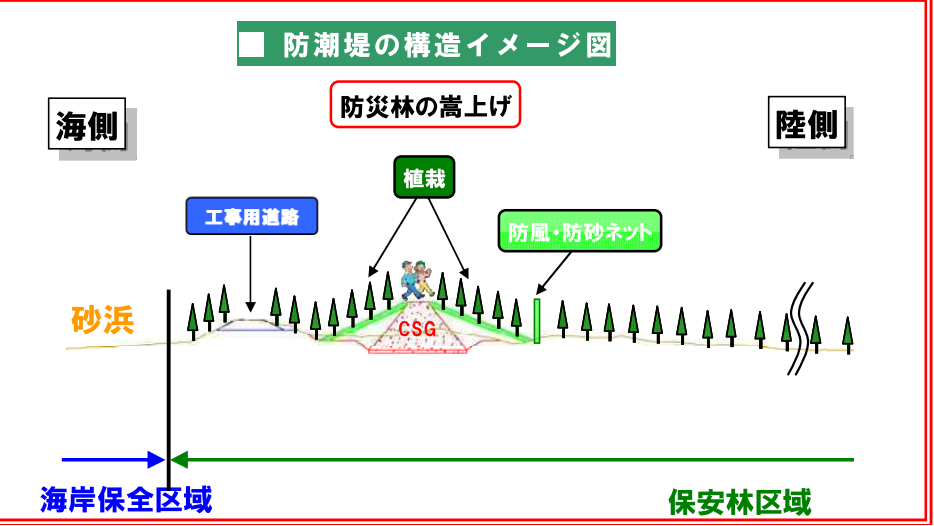 ■ 防潮堤の構造イメージ図
防災林の嵩上げ
海側
陸側
植栽
工事用道路
防風・防砂ネット
砂浜
CSG
海岸保全区域
保安林区域